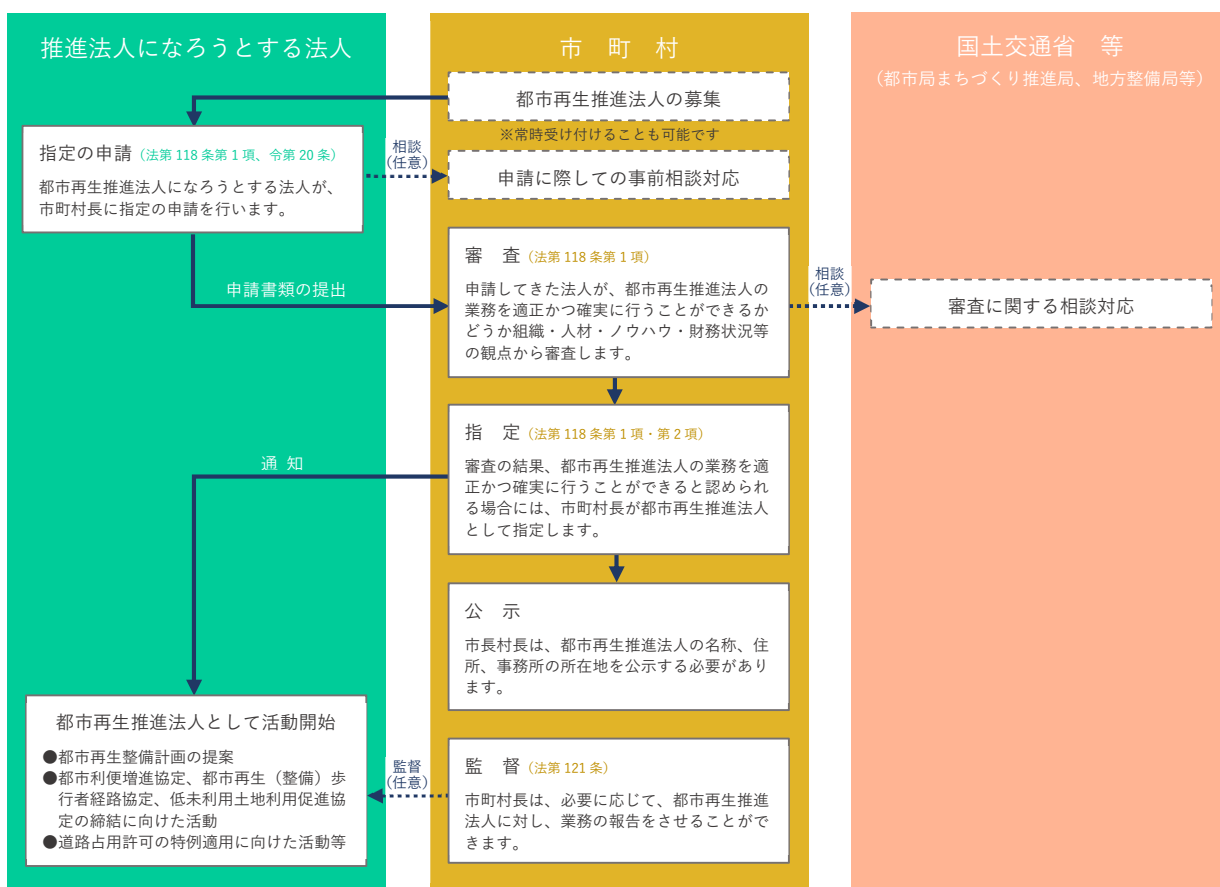 推進法人になろうとする法人
市 町 村
国土交通省 等
（都市局まちづくり推進局、地方整備局等）
都市再生推進法人の募集
※常時受け付けることも可能です
指定の申請（法第 118 条第 1 項、令第 20 条）
都市再生推進法人になろうとする法人が、
市町村長に指定の申請を行います。
相談
(任意)
申請に際しての事前相談対応
申請書類の提出
審 査（法第 118 条第 1 項）
申請してきた法人が、都市再生推進法人の
業務を適正かつ確実に行うことができるか
どうか組織・人材・ノウハウ・財務状況等
の観点から審査します。
相談
(任意)
審査に関する相談対応
指 定（法第 118 条第 1 項・第 2 項）
審査の結果、都市再生推進法人の業務を適
正かつ確実に行うことができると認められ
る場合には、市町村長が都市再生推進法人
として指定します。
通 知
公 示
市長村長は、都市再生推進法人の名称、住
所、事務所の所在地を公示する必要があり
ます。
都市再生推進法人として活動開始
●都市再生整備計画の提案
●都市利便増進協定、都市再生（整備）歩
行者経路協定、低未利用土地利用促進協
定の締結に向けた活動
●道路占用許可の特例適用に向けた活動等
監督
(任意)
監 督（法第 121 条）
市町村長は、必要に応じて、都市再生推進
法人に対し、業務の報告をさせることがで
きます。